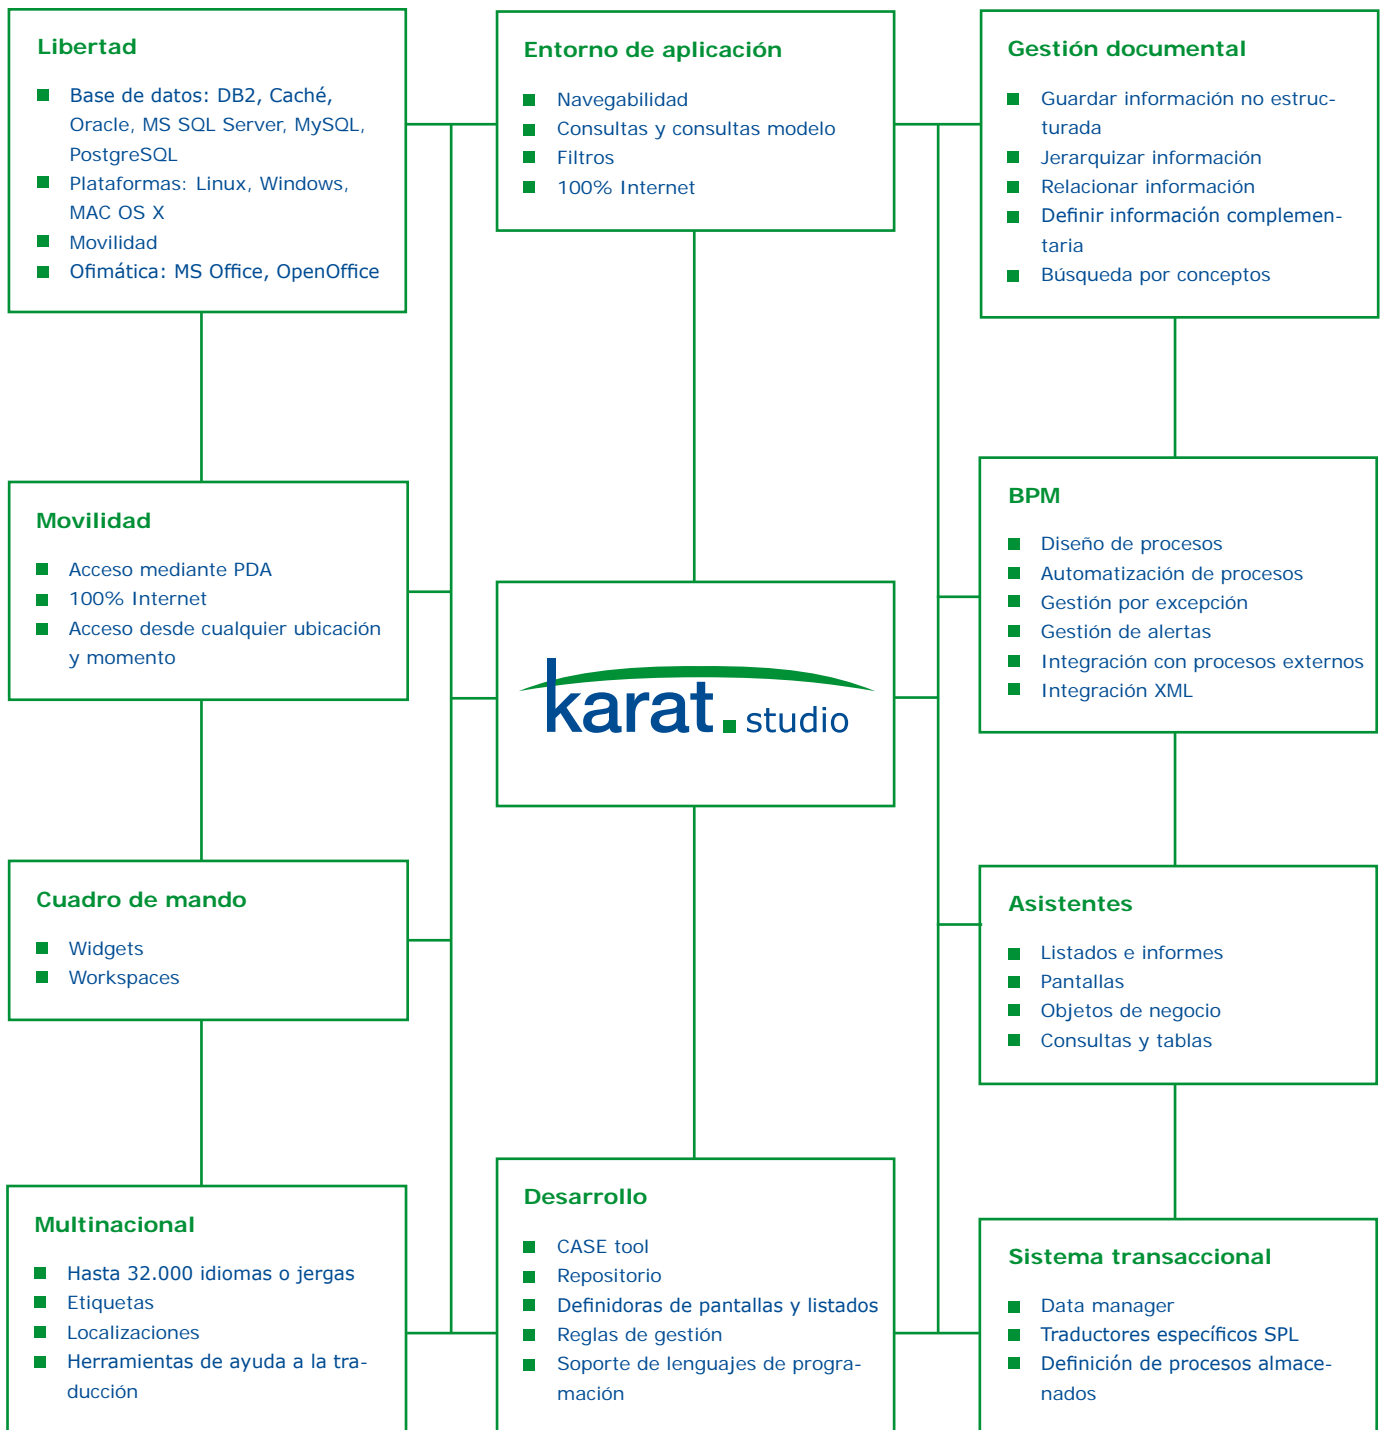 Libertad
Base de datos: DB2, Caché,
Oracle, MS SQL Server, MySQL,
PostgreSQL
Plataformas: Linux, Windows,
MAC OS X
Movilidad
Ofimática: MS Office, OpenOffice
Entorno de aplicación
Navegabilidad
Consultas y consultas modelo
Filtros
100% Internet
Gestión documental
Guardar información no estruc-
turada
Jerarquizar información
Relacionar información
Definir información complemen-
taria
Búsqueda por conceptos
Movilidad
Acceso mediante PDA
100% Internet
Acceso desde cualquier ubicación
y momento
karat.studio
BPM
Diseño de procesos
Automatización de procesos
Gestión por excepción
Gestión de alertas
Integración con procesos externos
Integración XML
Cuadro de mando
Widgets
Workspaces
Asistentes
Listados e informes
Pantallas
Objetos de negocio
Consultas y tablas
Multinacional
Hasta 32.000 idiomas o jergas
Etiquetas
Localizaciones
Herramientas de ayuda a la tra-
ducción
Desarrollo
CASE tool
Repositorio
Definidoras de pantallas y listados
Reglas de gestión
Soporte de lenguajes de progra-
mación
Sistema transaccional
Data manager
Traductores específicos SPL
Definición de procesos almace-
nados